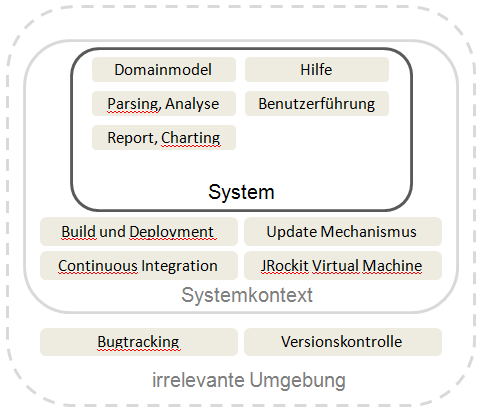 Domainmodel
Hilfe
Parsing, Analyse
Benutzerführung
Report, Charting
System
Build und Deployment
Update Mechanismus
Continuous Integration
JRockit Virtual Machine
Systemkontext
Bugtracking
Versionskontrolle
irrelevante Umgebung